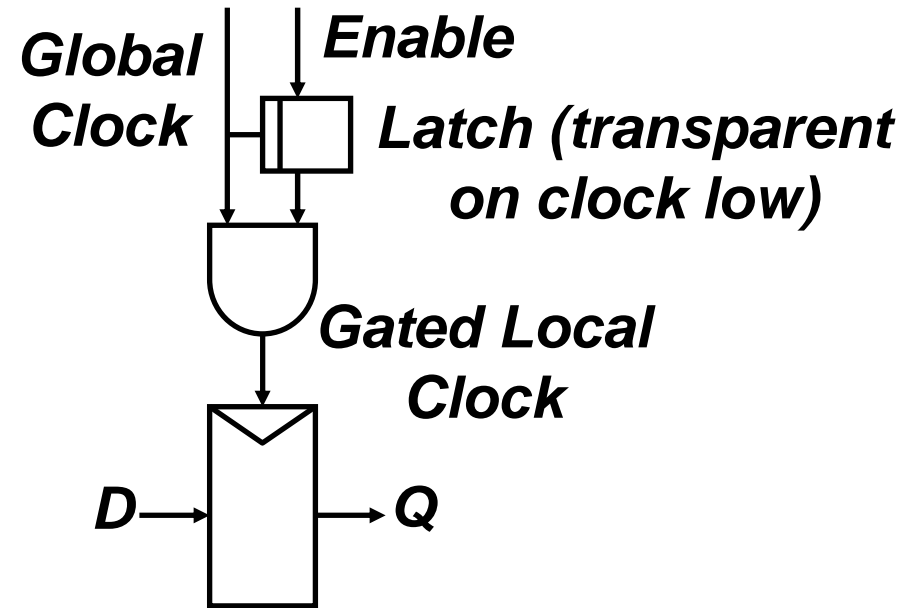 Global
Clock
Enable
Latch (transparent
on clock low)
Gated Local
Clock
D
Q